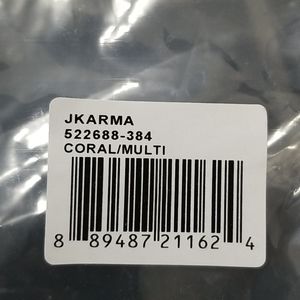 JKARMA
522688-384
CORAL/MULTI
8 89487 21162 4